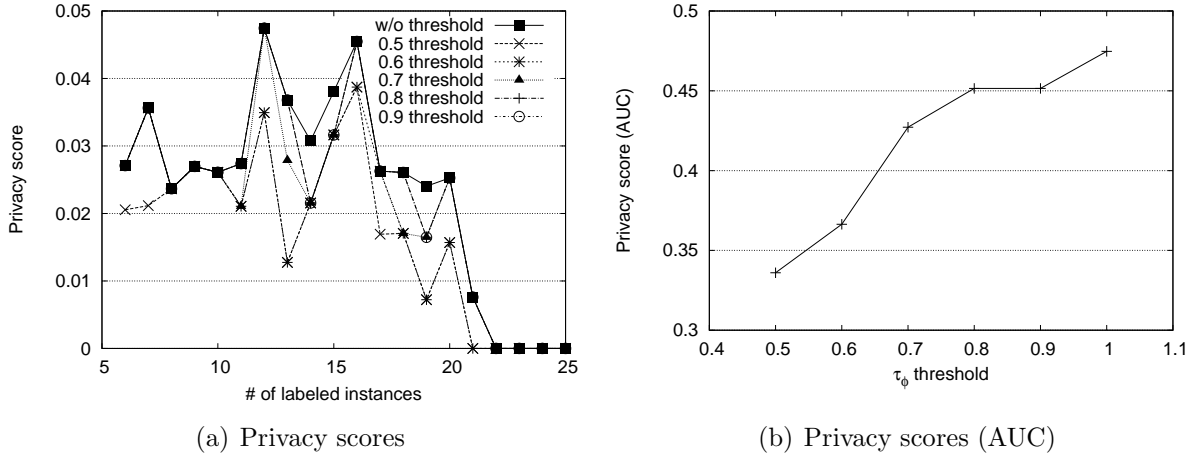 0.05
0.04
0.03
0.02
0.01
0
Privacy score
5
10
15
20
25
# of labeled instances
w/o threshold
0.5 threshold
0.6 threshold
0.7 threshold
0.8 threshold
0.9 threshold
(a) Privacy scores
0.5
0.45
0.4
0.35
0.3
Privacy score (AUC)
0.4
0.5
0.6
0.7
0.8
0.9
1
1.1
τϕ threshold
(b) Privacy scores (AUC)